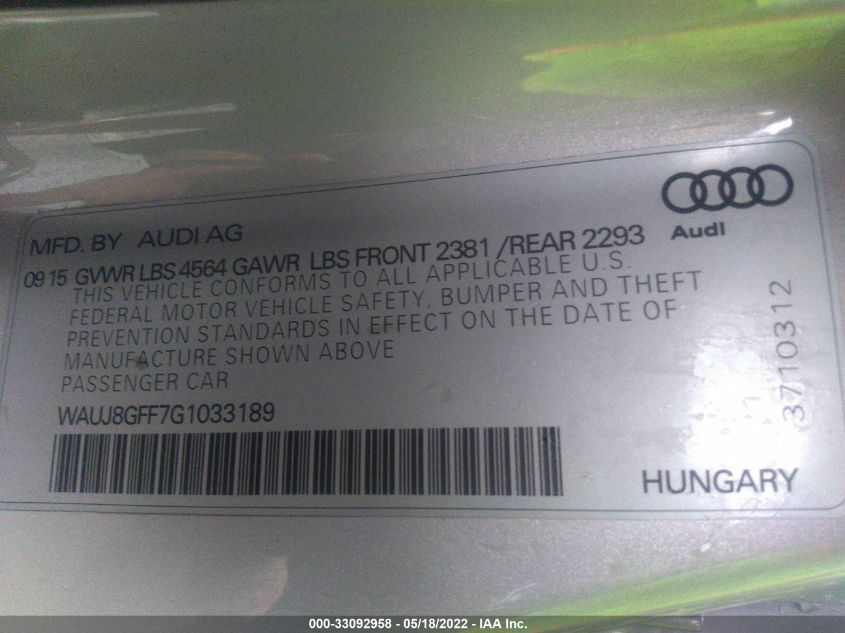 MFD. BY AUDI AG
Audi
09 15 GVWR LBS 4564 GAWR LBS FRONT 2381 /REAR 2293
THIS VEHICLE CONFORMS TO ALL APPLICABLE U.S.
FEDERAL MOTOR VEHICLE SAFETY, BUMPER AND THEFT
PREVENTION STANDARDS IN EFFECT ON THE DATE OF
MANUFACTURE SHOWN ABOVE
PASSENGER CAR
WAUJ8GFF7G1033189
3710312
HUNGARY
000-33092958 - 05/18/2022 - IAA Inc.